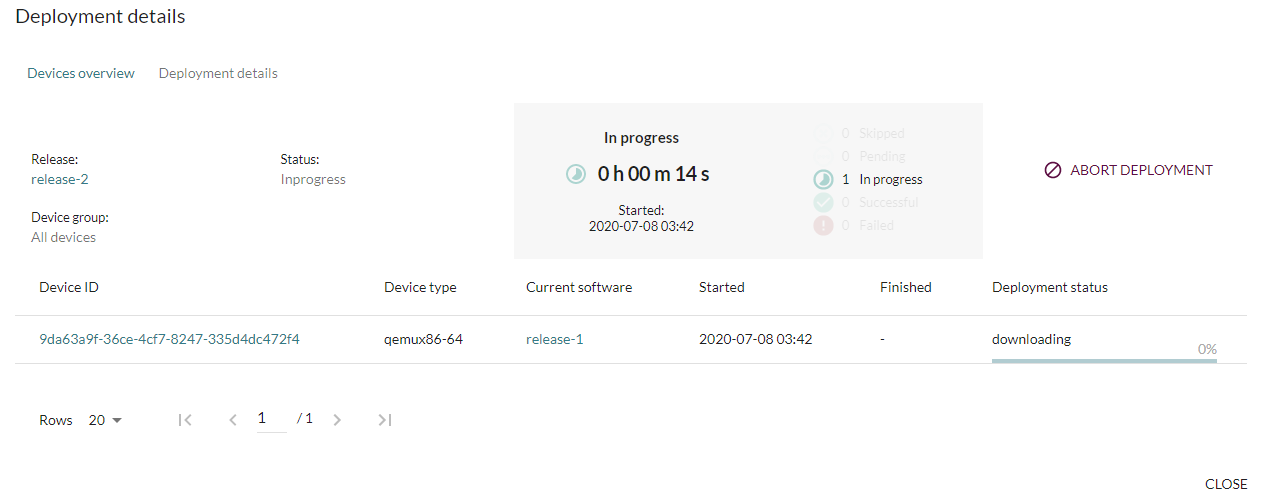 Deployment details
Devices overview Deployment details
Release:
release-2
Status:
Inprogress
Device group:
All devices
In progress
0 h 00 m 14 s
Started:
2020-07-08 03:42
0 Skipped
0 Pending
1 In progress
0 Successful
0 Failed
ABORT DEPLOYMENT
Device ID Device type Current software Started Finished Deployment status
9da63a9f-36ce-4cf7-8247-335d4dc472f4 qemux86-64 release-1 2020-07-08 03:42 - downloading 0%
Rows 20 1 / 1
CLOSE